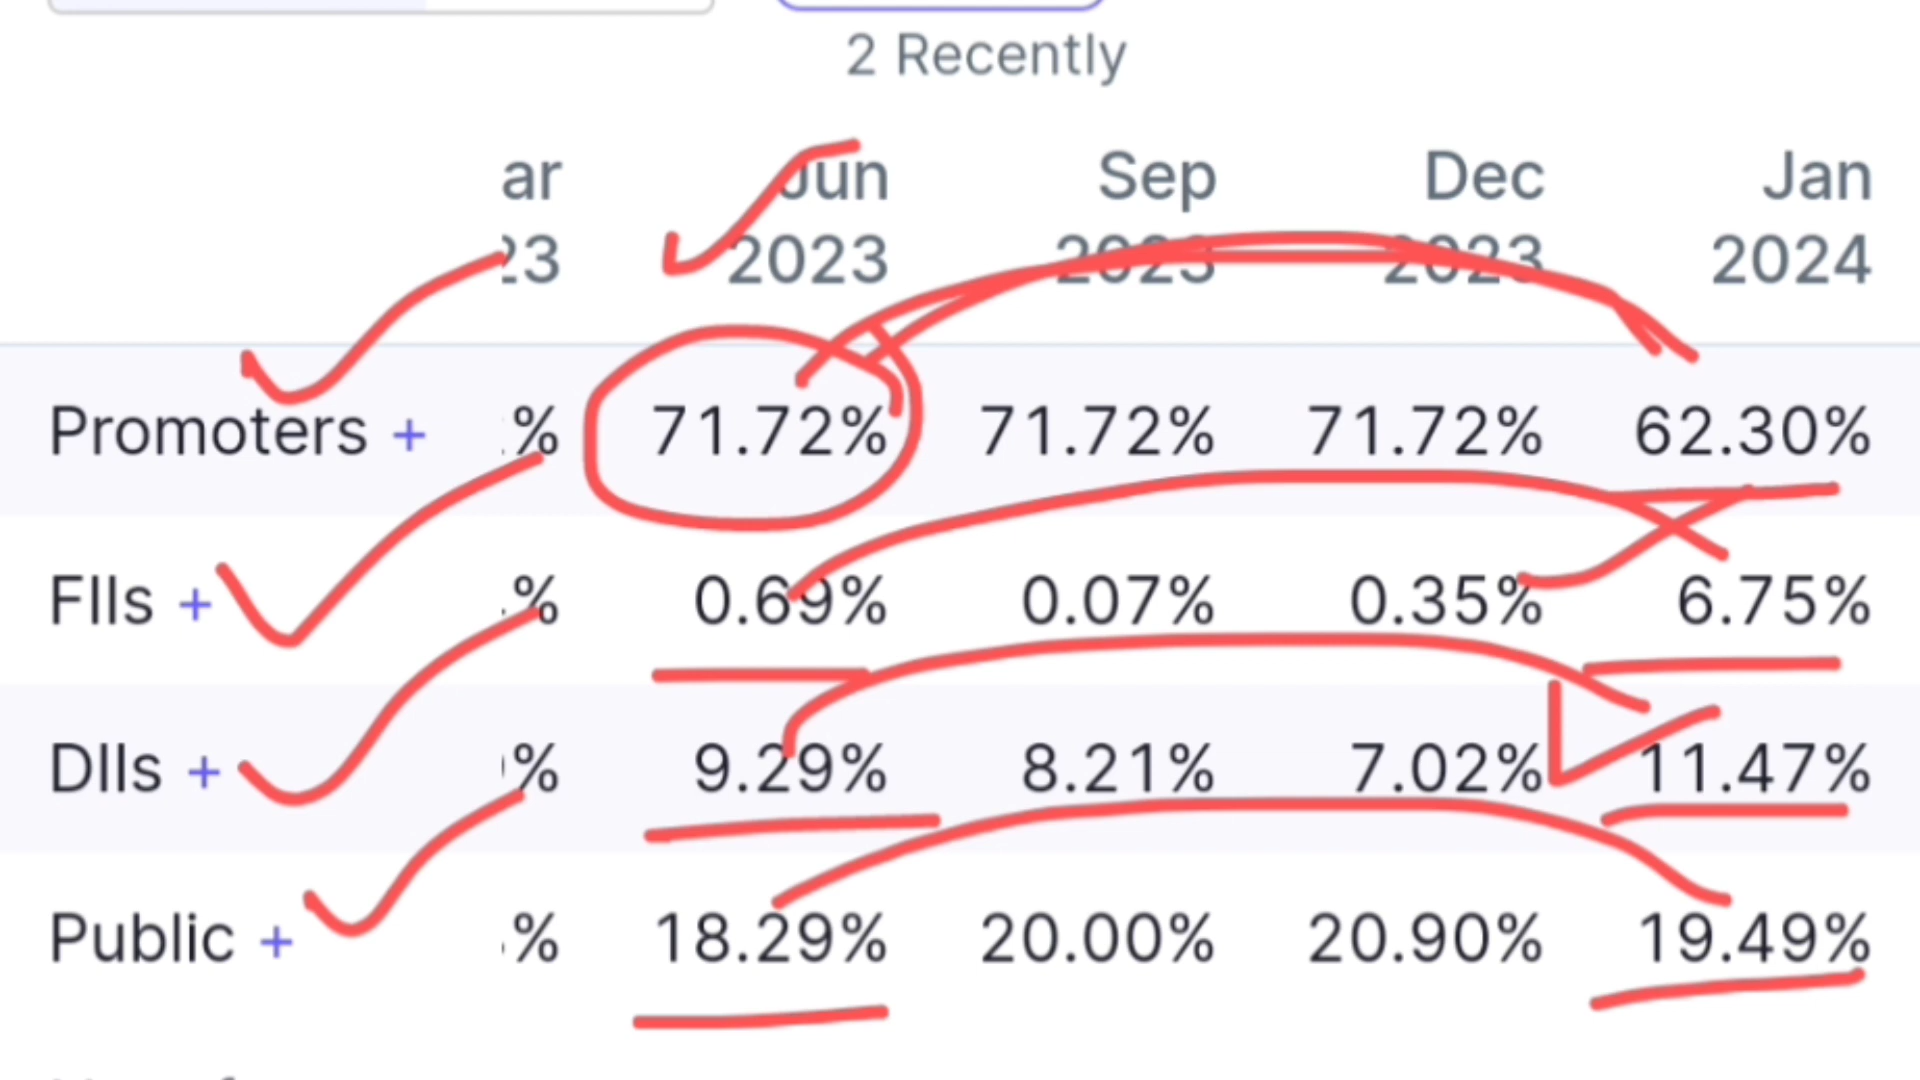 2 Recently
ar Jun Sep Dec Jan
23 2023 2023 2023 2024
Promoters + % 71.72% 71.72% 71.72% 62.30%
FIIs + % 0.69% 0.07% 0.35% 6.75%
DIIs + % 9.29% 8.21% 7.02% 11.47%
Public + % 18.29% 20.00% 20.90% 19.49%